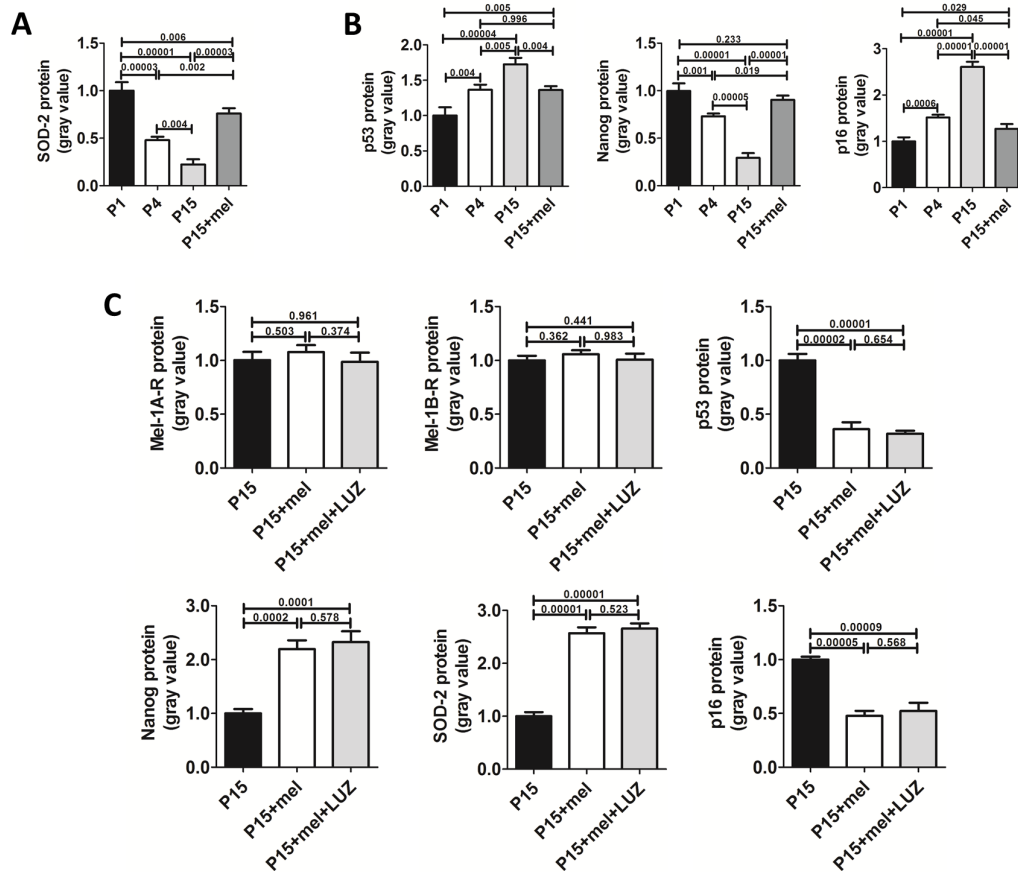 A
SOD-2 protein
(gray value)
0.006
0.00001 0.00003
0.00003 0.002
0.004
1.5
1.0
0.5
0.0
P1
P4
P15
P15+mel
B
p53 protein
(gray value)
0.005
0.996
0.00004
0.005 0.004
0.004
2.0
1.5
1.0
0.5
0.0
P1
P4
P15
P15+mel
Nanog protein
(gray value)
0.233
0.00001 0.00001
0.001 0.019
0.00005
1.5
1.0
0.5
0.0
P1
P4
P15
P15+mel
p16 protein
(gray value)
0.029
0.045
0.00001
0.00001 0.00001
0.0006
3
2
1
0
P1
P4
P15
P15+mel
C
Mel-1A-R protein
(gray value)
0.961
0.503 0.374
1.5
1.0
0.5
0.0
P15
P15+mel
P15+mel+LUZ
Mel-1B-R protein
(gray value)
0.441
0.362 0.983
1.5
1.0
0.5
0.0
P15
P15+mel
P15+mel+LUZ
p53 protein
(gray value)
0.00001
0.00002 0.654
1.5
1.0
0.5
0.0
P15
P15+mel
P15+mel+LUZ
Nanog protein
(gray value)
0.0001
0.0002 0.578
3.0
2.0
1.0
0.0
P15
P15+mel
P15+mel+LUZ
SOD-2 protein
(gray value)
0.00001
0.00001 0.523
3.0
2.0
1.0
0.0
P15
P15+mel
P15+mel+LUZ
p16 protein
(gray value)
0.00009
0.00005 0.568
1.5
1.0
0.5
0.0
P15
P15+mel
P15+mel+LUZ